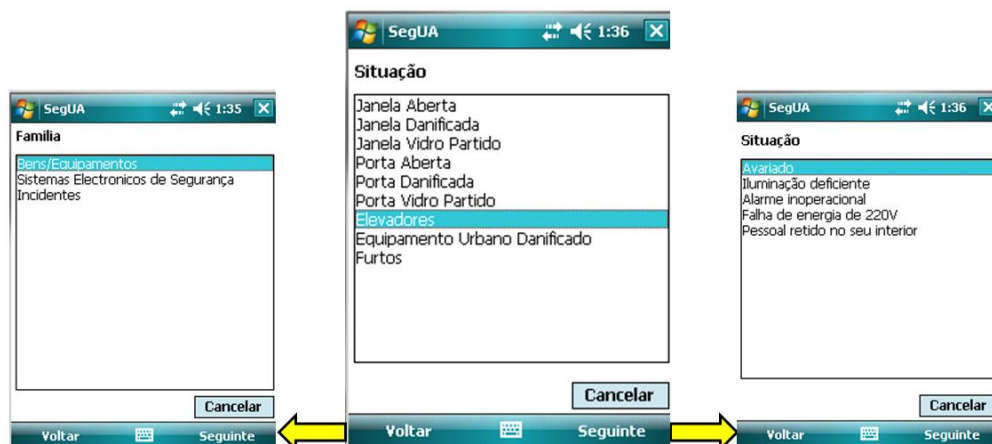 SegUA 1:35
Familia
Bens/Equipamentos
Sistemas Electronicos de Segurança
Incidentes
Cancelar
Voltar Seguinte
SegUA 1:36
Situação
Janela Aberta
Janela Danificada
Janela Vidro Partido
Porta Aberta
Porta Danificada
Porta Vidro Partido
Elevadores
Equipamento Urbano Danificado
Furtos
Cancelar
Voltar Seguinte
SegUA 1:36
Situação
Avariado
Iluminação deficiente
Alarme inoperacional
Falha de energia de 220V
Pessoal retido no seu interior
Cancelar
Voltar Seguinte